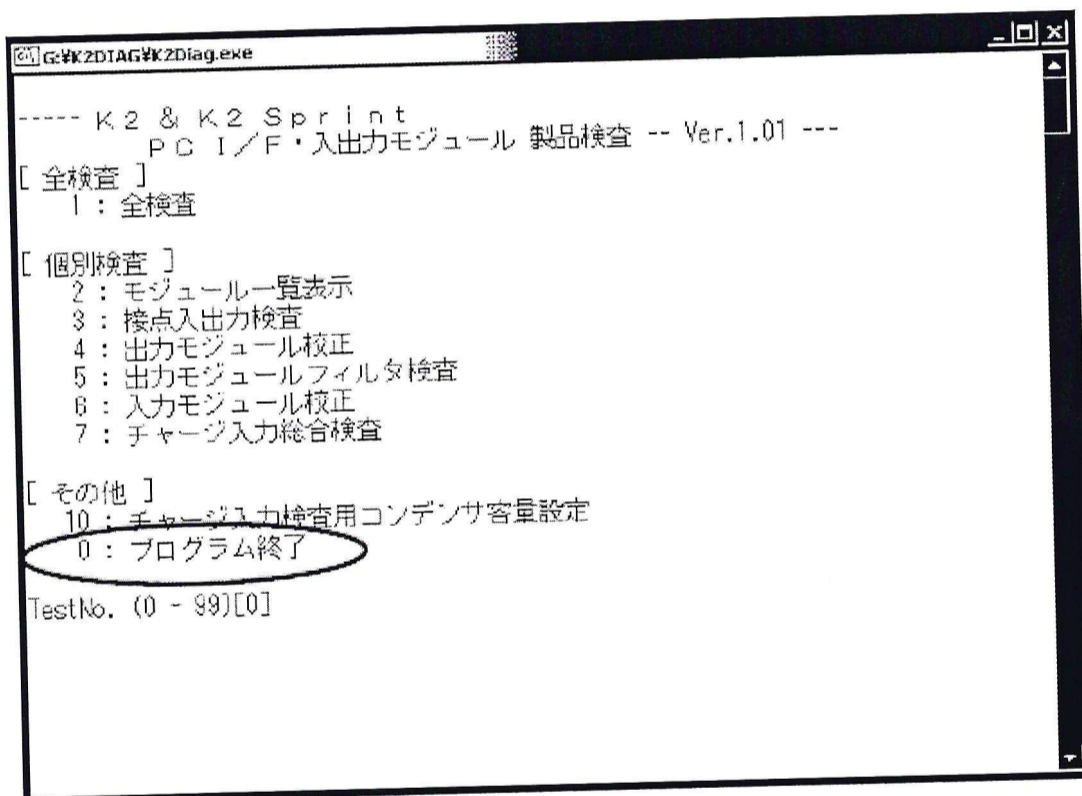 G:¥K2DIAG¥K2Diag.exe
----- K2 & K2 Sprint
PC I/F・入出力モジュール 製品検査 -- Ver.1.01 ---
[ 全検査 ]
1 : 全検査
[ 個別検査 ]
2 : モジュール一覧表示
3 : 接点入出力検査
4 : 出力モジュール校正
5 : 出力モジュールフィルタ検査
6 : 入力モジュール校正
7 : チャージ入力総合検査
[ その他 ]
10 : チャージ入力検査用コンデンサ容量設定
0 : プログラム終了
TestNo. (0 - 99)[0]